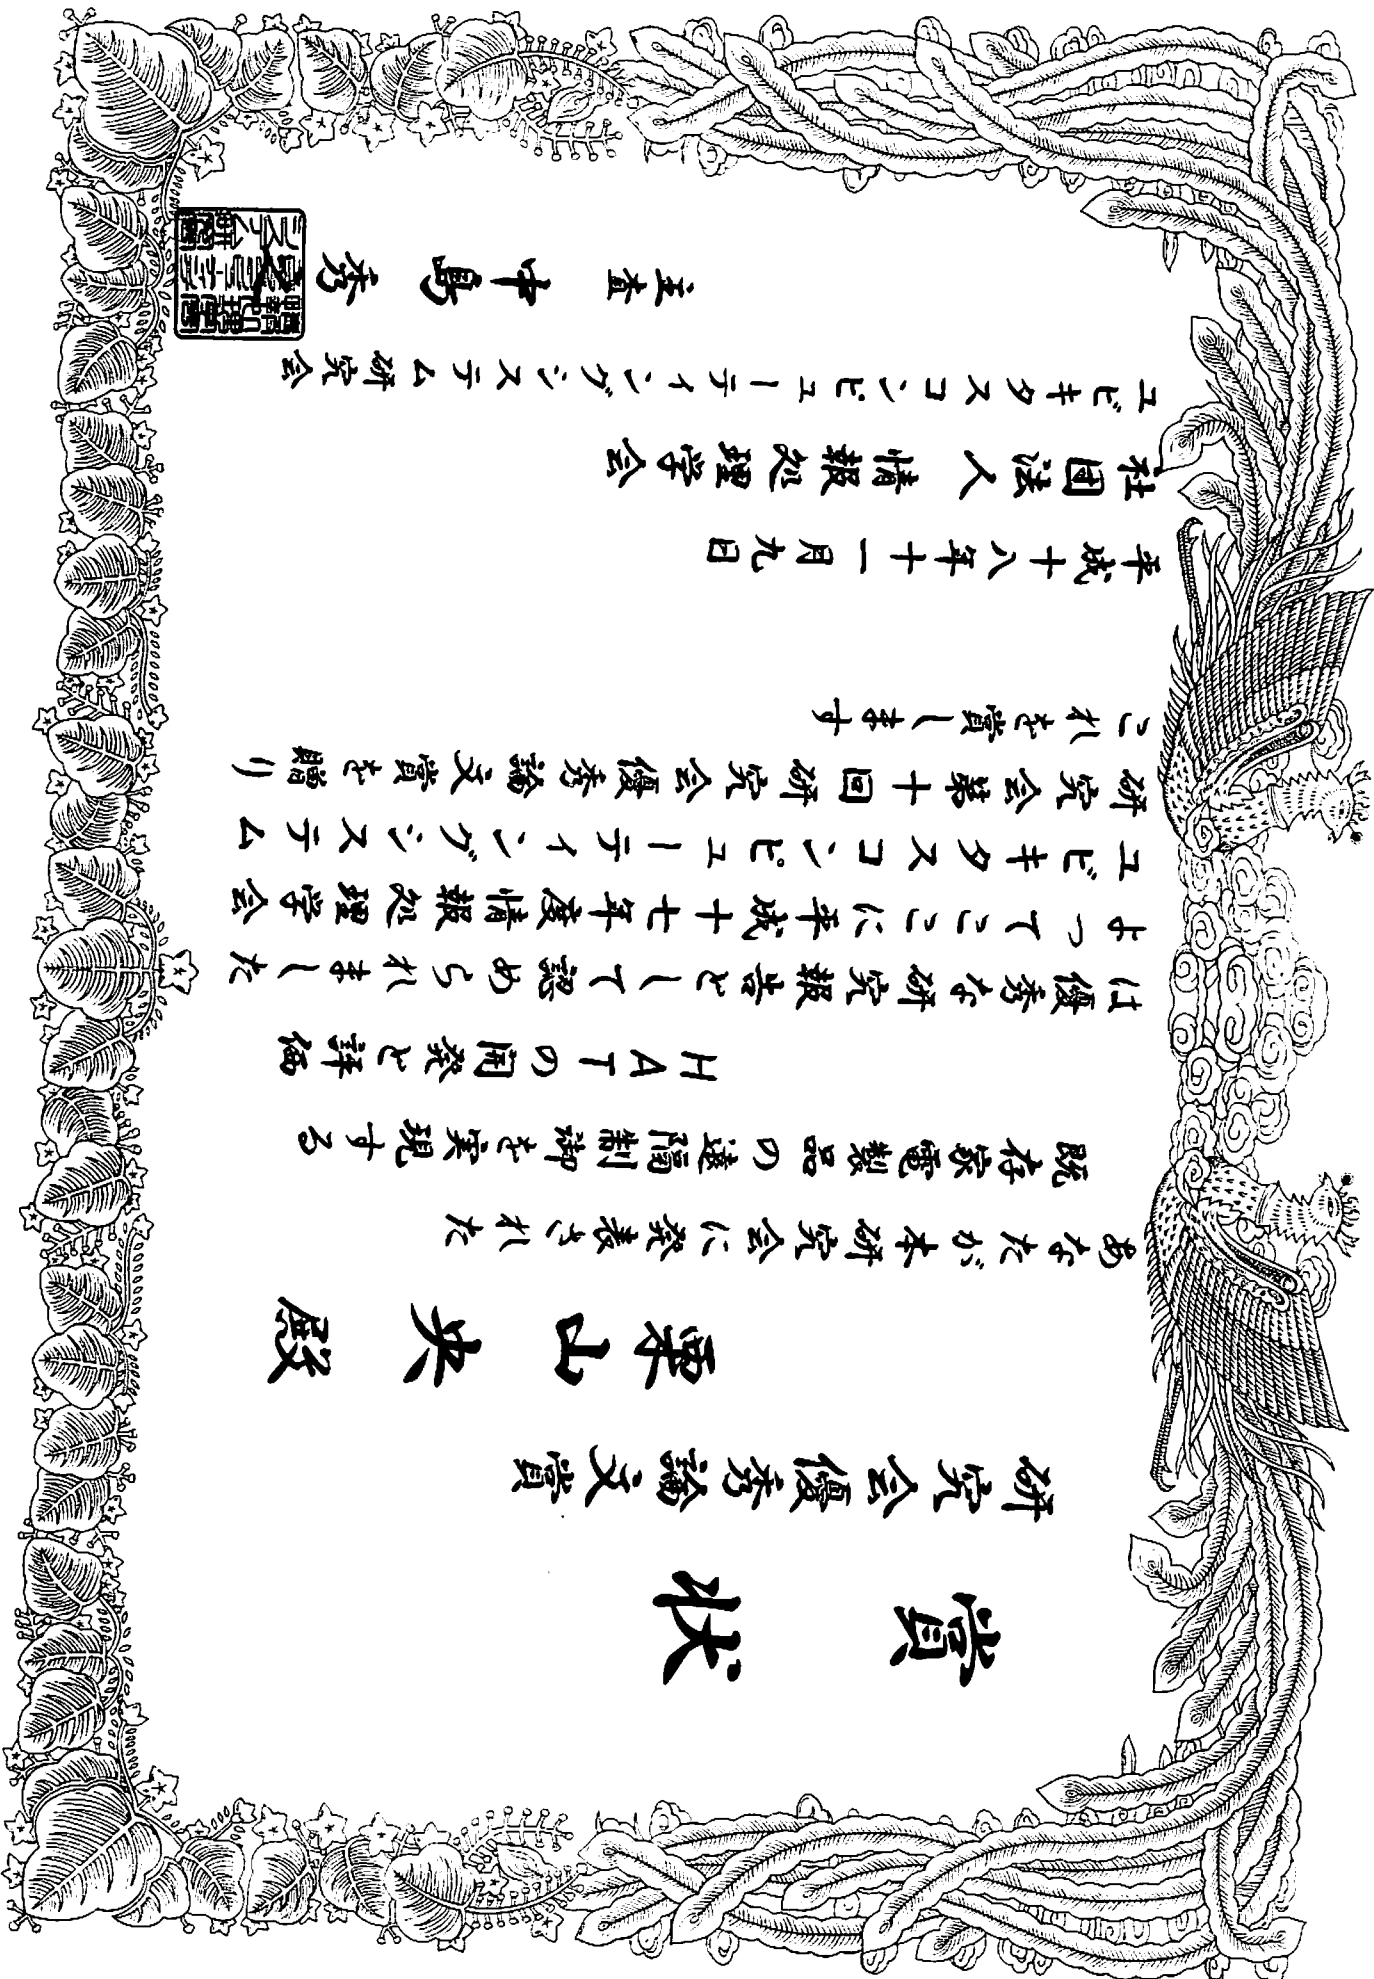 賞状
研究会優秀論文賞
栗山央殿
あなたが本研究会に発表された
既存家電製品の遠隔制御を実現する
HATの開発と評価
は優秀な研究報告として認められました
よってここに平成十七年度情報処理学会
ユビキタスコンピューティングシステム
研究会第十回研究会優秀論文賞を贈り
これを賞します
平成十八年十一月九日
社団法人情報処理学会
ユビキタスコンピューティングシステム研究会
主査 中島秀